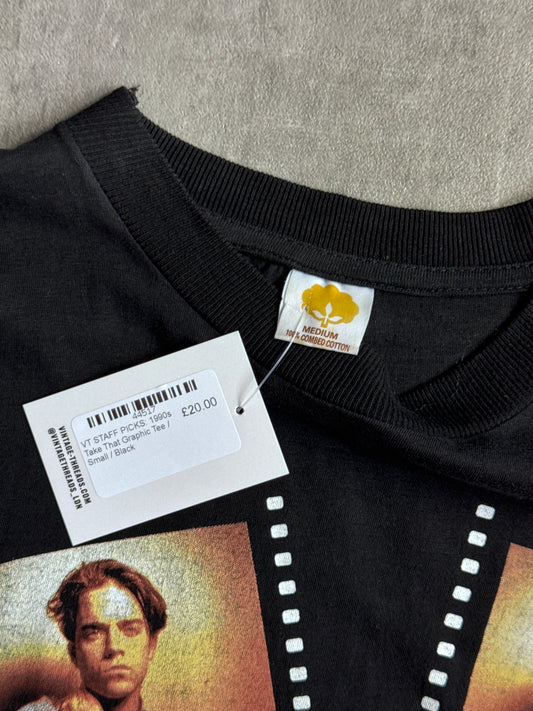 MEDIUM
100% COMBED COTTON
44517
£20.00
VT STAFF PICKS: 1990s
Take That Graphic Tee /
Small / Black
VINTAGE-THREADS.COM
@VINTAGETHREADS_LDN